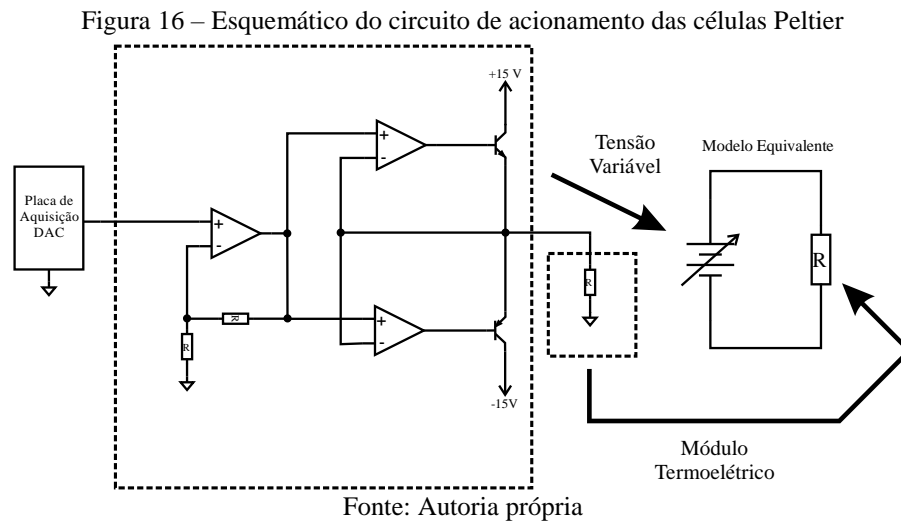 Figura 16 – Esquemático do circuito de acionamento das células Peltier
+15 V
Placa de
Aquisição
DAC
+
-
+
-
+
-
R
R
R
-15V
Tensão
Variável
Modelo Equivalente
R
Módulo
Termoelétrico
Fonte: Autoria própria